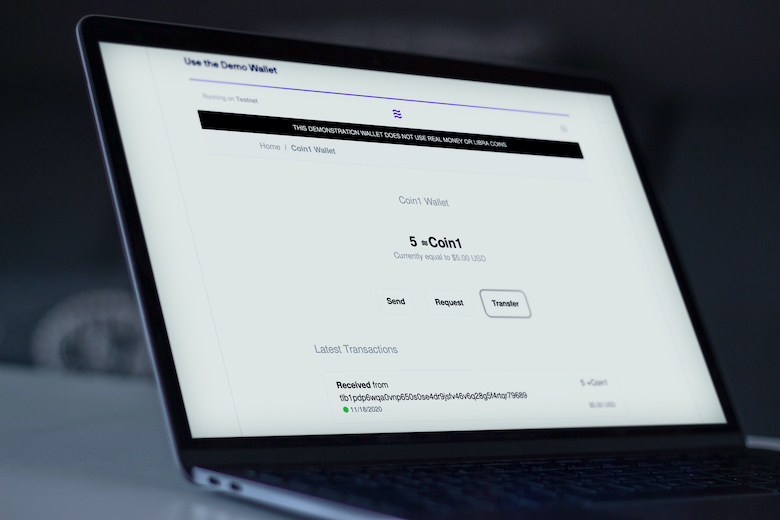 Use the Demo Wallet
Running on Testnet
THIS DEMONSTRATION WALLET DOES NOT USE REAL MONEY OR LIBRA COINS
Home / Coin1 Wallet
Coin1 Wallet
5 ≋Coin1
Currently equal to $5.00 USD
Send Request Transfer
Latest Transactions
Received from
5 ≋Coin1
11/18/2020
$5.00 USD